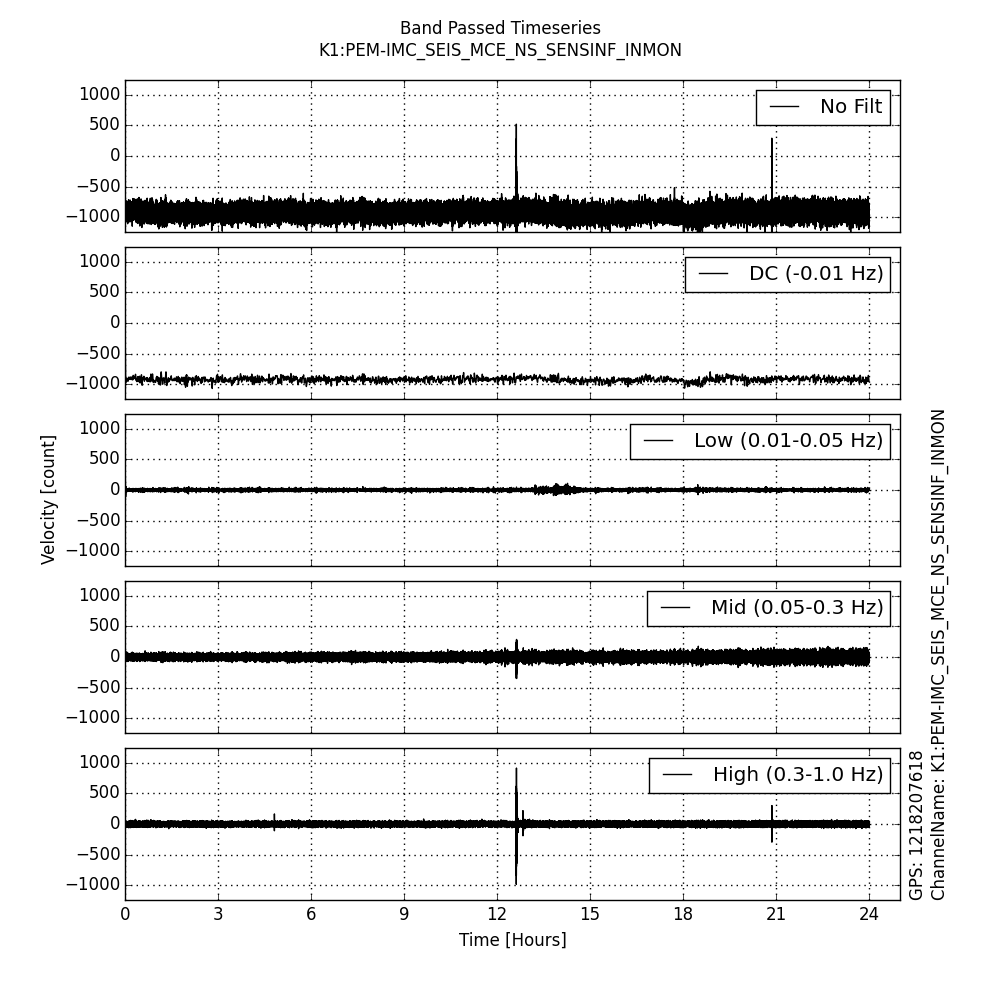 Band Passed Timeseries
K1:PEM-IMC_SEIS_MCE_NS_SENSINF_INMON
1000
500
0
−500
−1000
No Filt
1000
500
0
−500
−1000
DC (-0.01 Hz)
1000
500
0
−500
−1000
Low (0.01-0.05 Hz)
1000
500
0
−500
−1000
Mid (0.05-0.3 Hz)
1000
500
0
−500
−1000
High (0.3-1.0 Hz)
0 3 6 9 12 15 18 21 24
Time [Hours]
Velocity [count]
GPS: 1218207618
ChannelName: K1:PEM-IMC_SEIS_MCE_NS_SENSINF_INMON